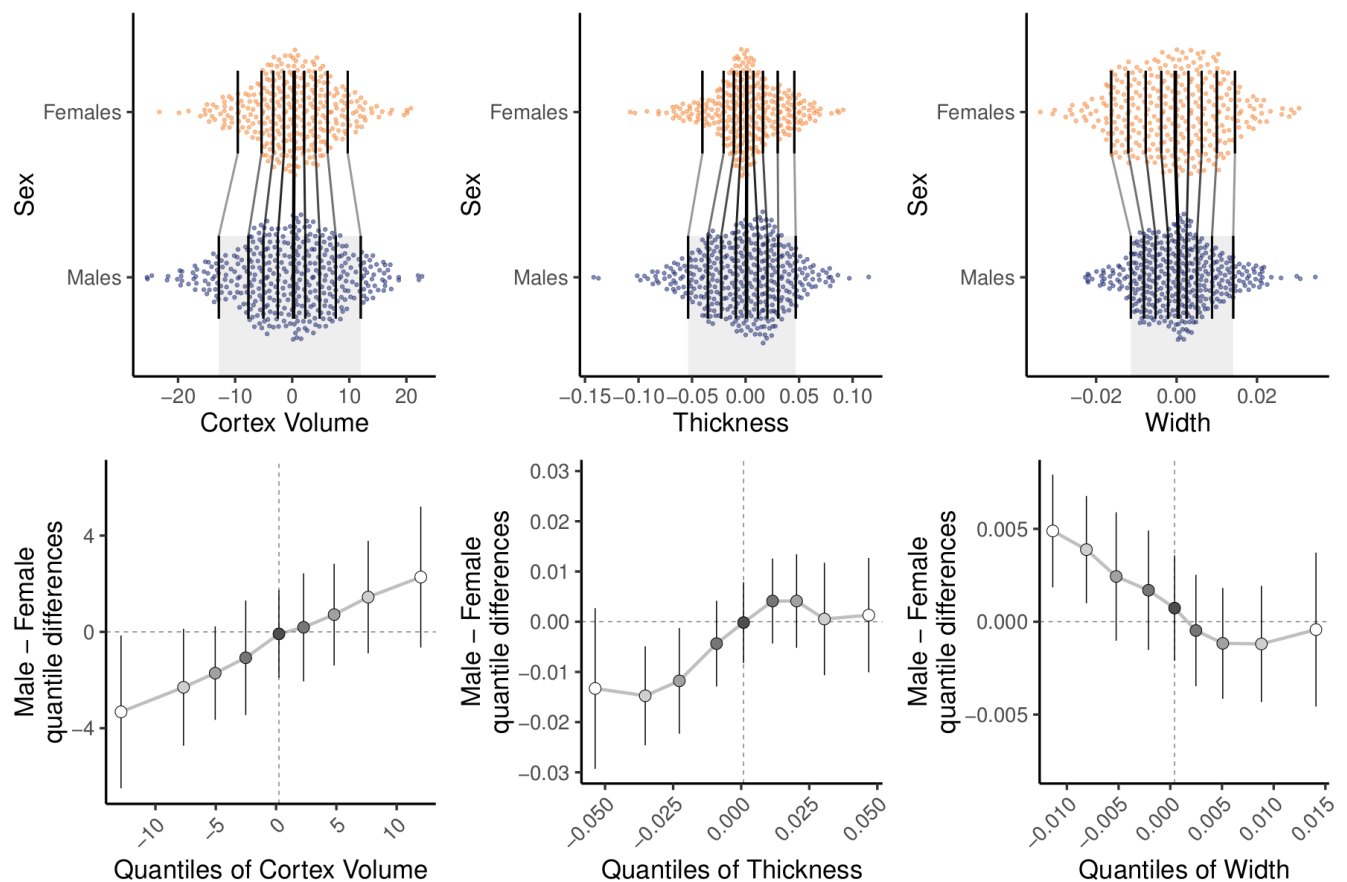 Sex
Females
Males
−20 −10 0 10 20
Cortex Volume
Sex
Females
Males
−0.15 −0.10 −0.05 0.00 0.05 0.10
Thickness
Sex
Females
Males
−0.02 0.00 0.02
Width
Male – Female
quantile differences
4
0
−4
−10 −5 0 5 10
Quantiles of Cortex Volume
Male – Female
quantile differences
0.03
0.02
0.01
0.00
−0.01
−0.02
−0.03
−0.050 −0.025 0.000 0.025 0.050
Quantiles of Thickness
Male – Female
quantile differences
0.005
0.000
−0.005
−0.010 −0.005 0.000 0.005 0.010 0.015
Quantiles of Width